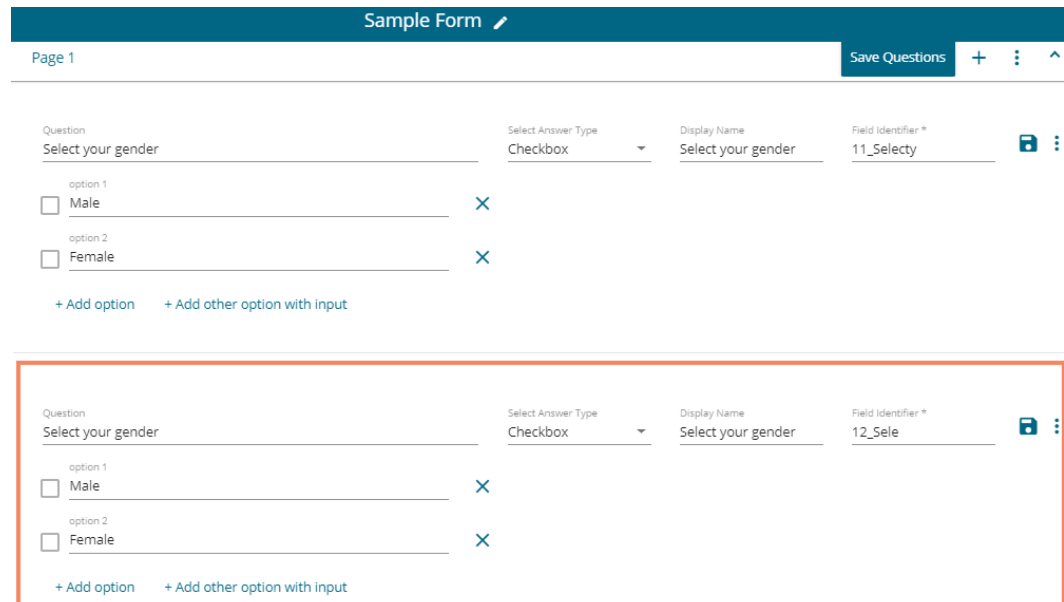 Sample Form
Page 1 Save Questions
Question Select Answer Type Display Name Field Identifier *
Select your gender Checkbox Select your gender 11_Selecty
option 1
Male
option 2
Female
+ Add option + Add other option with input
Question Select Answer Type Display Name Field Identifier *
Select your gender Checkbox Select your gender 12_Sele
option 1
Male
option 2
Female
+ Add option + Add other option with input